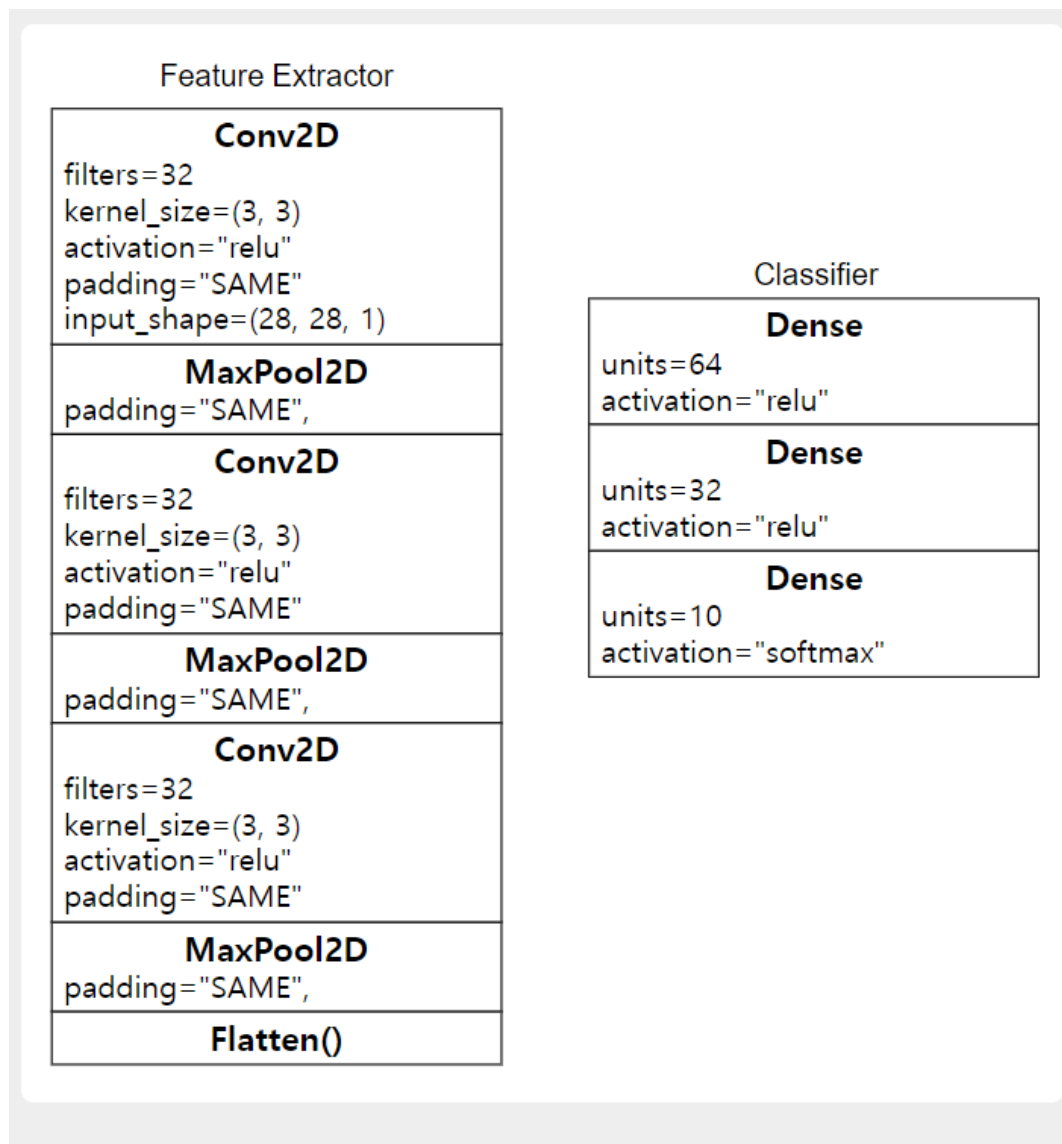 Feature Extractor
Conv2D
filters=32
kernel_size=(3, 3)
activation="relu"
padding="SAME"
input_shape=(28, 28, 1)
MaxPool2D
padding="SAME",
Conv2D
filters=32
kernel_size=(3, 3)
activation="relu"
padding="SAME"
MaxPool2D
padding="SAME",
Conv2D
filters=32
kernel_size=(3, 3)
activation="relu"
padding="SAME"
MaxPool2D
padding="SAME",
Flatten()
Classifier
Dense
units=64
activation="relu"
Dense
units=32
activation="relu"
Dense
units=10
activation="softmax"